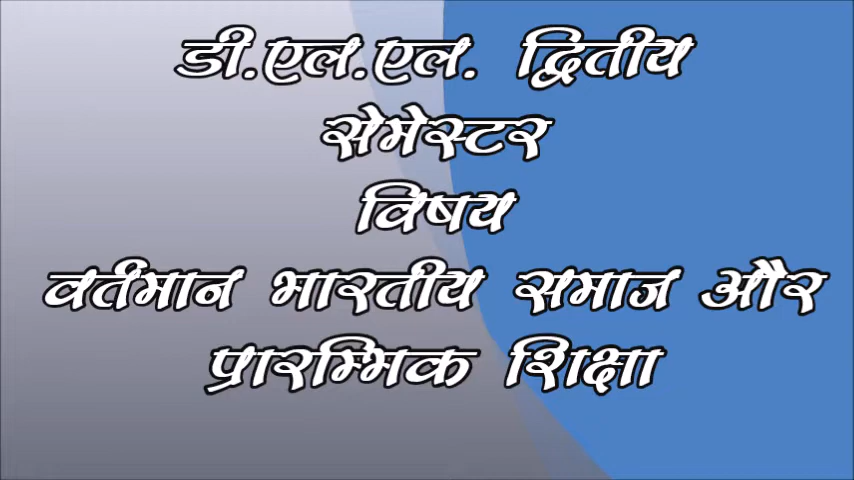 डी.एल.एल. द्वितीय
सेमेस्टर
विषय
वर्तमान भारतीय समाज और
प्रारम्भिक शिक्षा